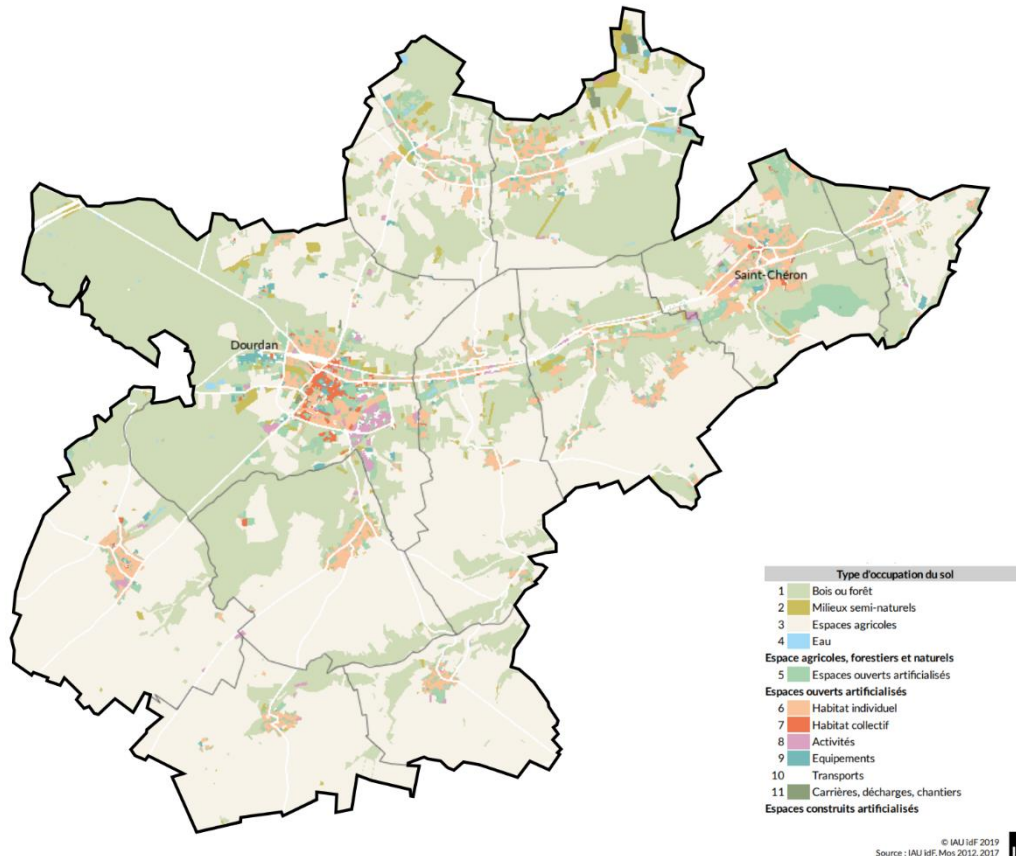 Saint-Chéron
Dourdan
Type d'occupation du sol
1 Bois ou forêt
2 Milieux semi-naturels
3 Espaces agricoles
4 Eau
Espace agricoles, forestiers et naturels
5 Espaces ouverts artificialisés
Espaces ouverts artificialisés
6 Habitat individuel
7 Habitat collectif
8 Activités
9 Equipements
10 Transports
11 Carrières, décharges, chantiers
Espaces construits artificialisés
© IAU îdF 2019
Source : IAU îdF, Mos 2012, 2017